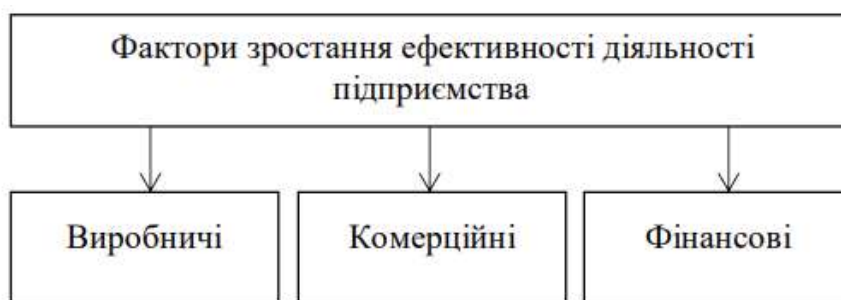 Фактори зростання ефективності діяльності
підприємства
Виробничі
Комерційні
Фінансові